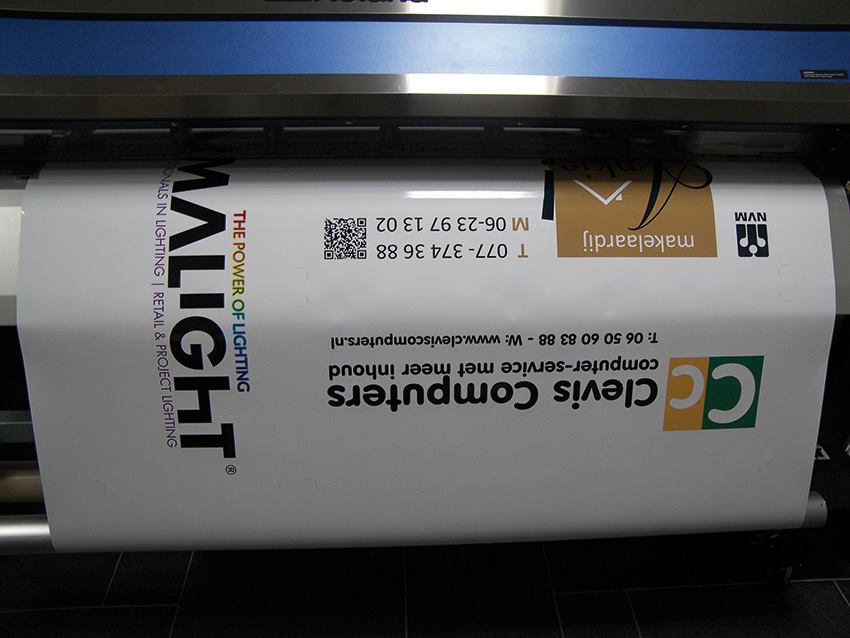 MALIGHT®
THE POWER OF LIGHTING
IN LIGHTING | RETAIL & PROJECT LIGHTING
Cc
Clevis Computers
computer-service met meer inhoud
T: 06 50 60 83 88 - W: www.cleviscomputers.nl
makelaardij
NVM
T 077- 374 36 88
M 06-23 97 13 02